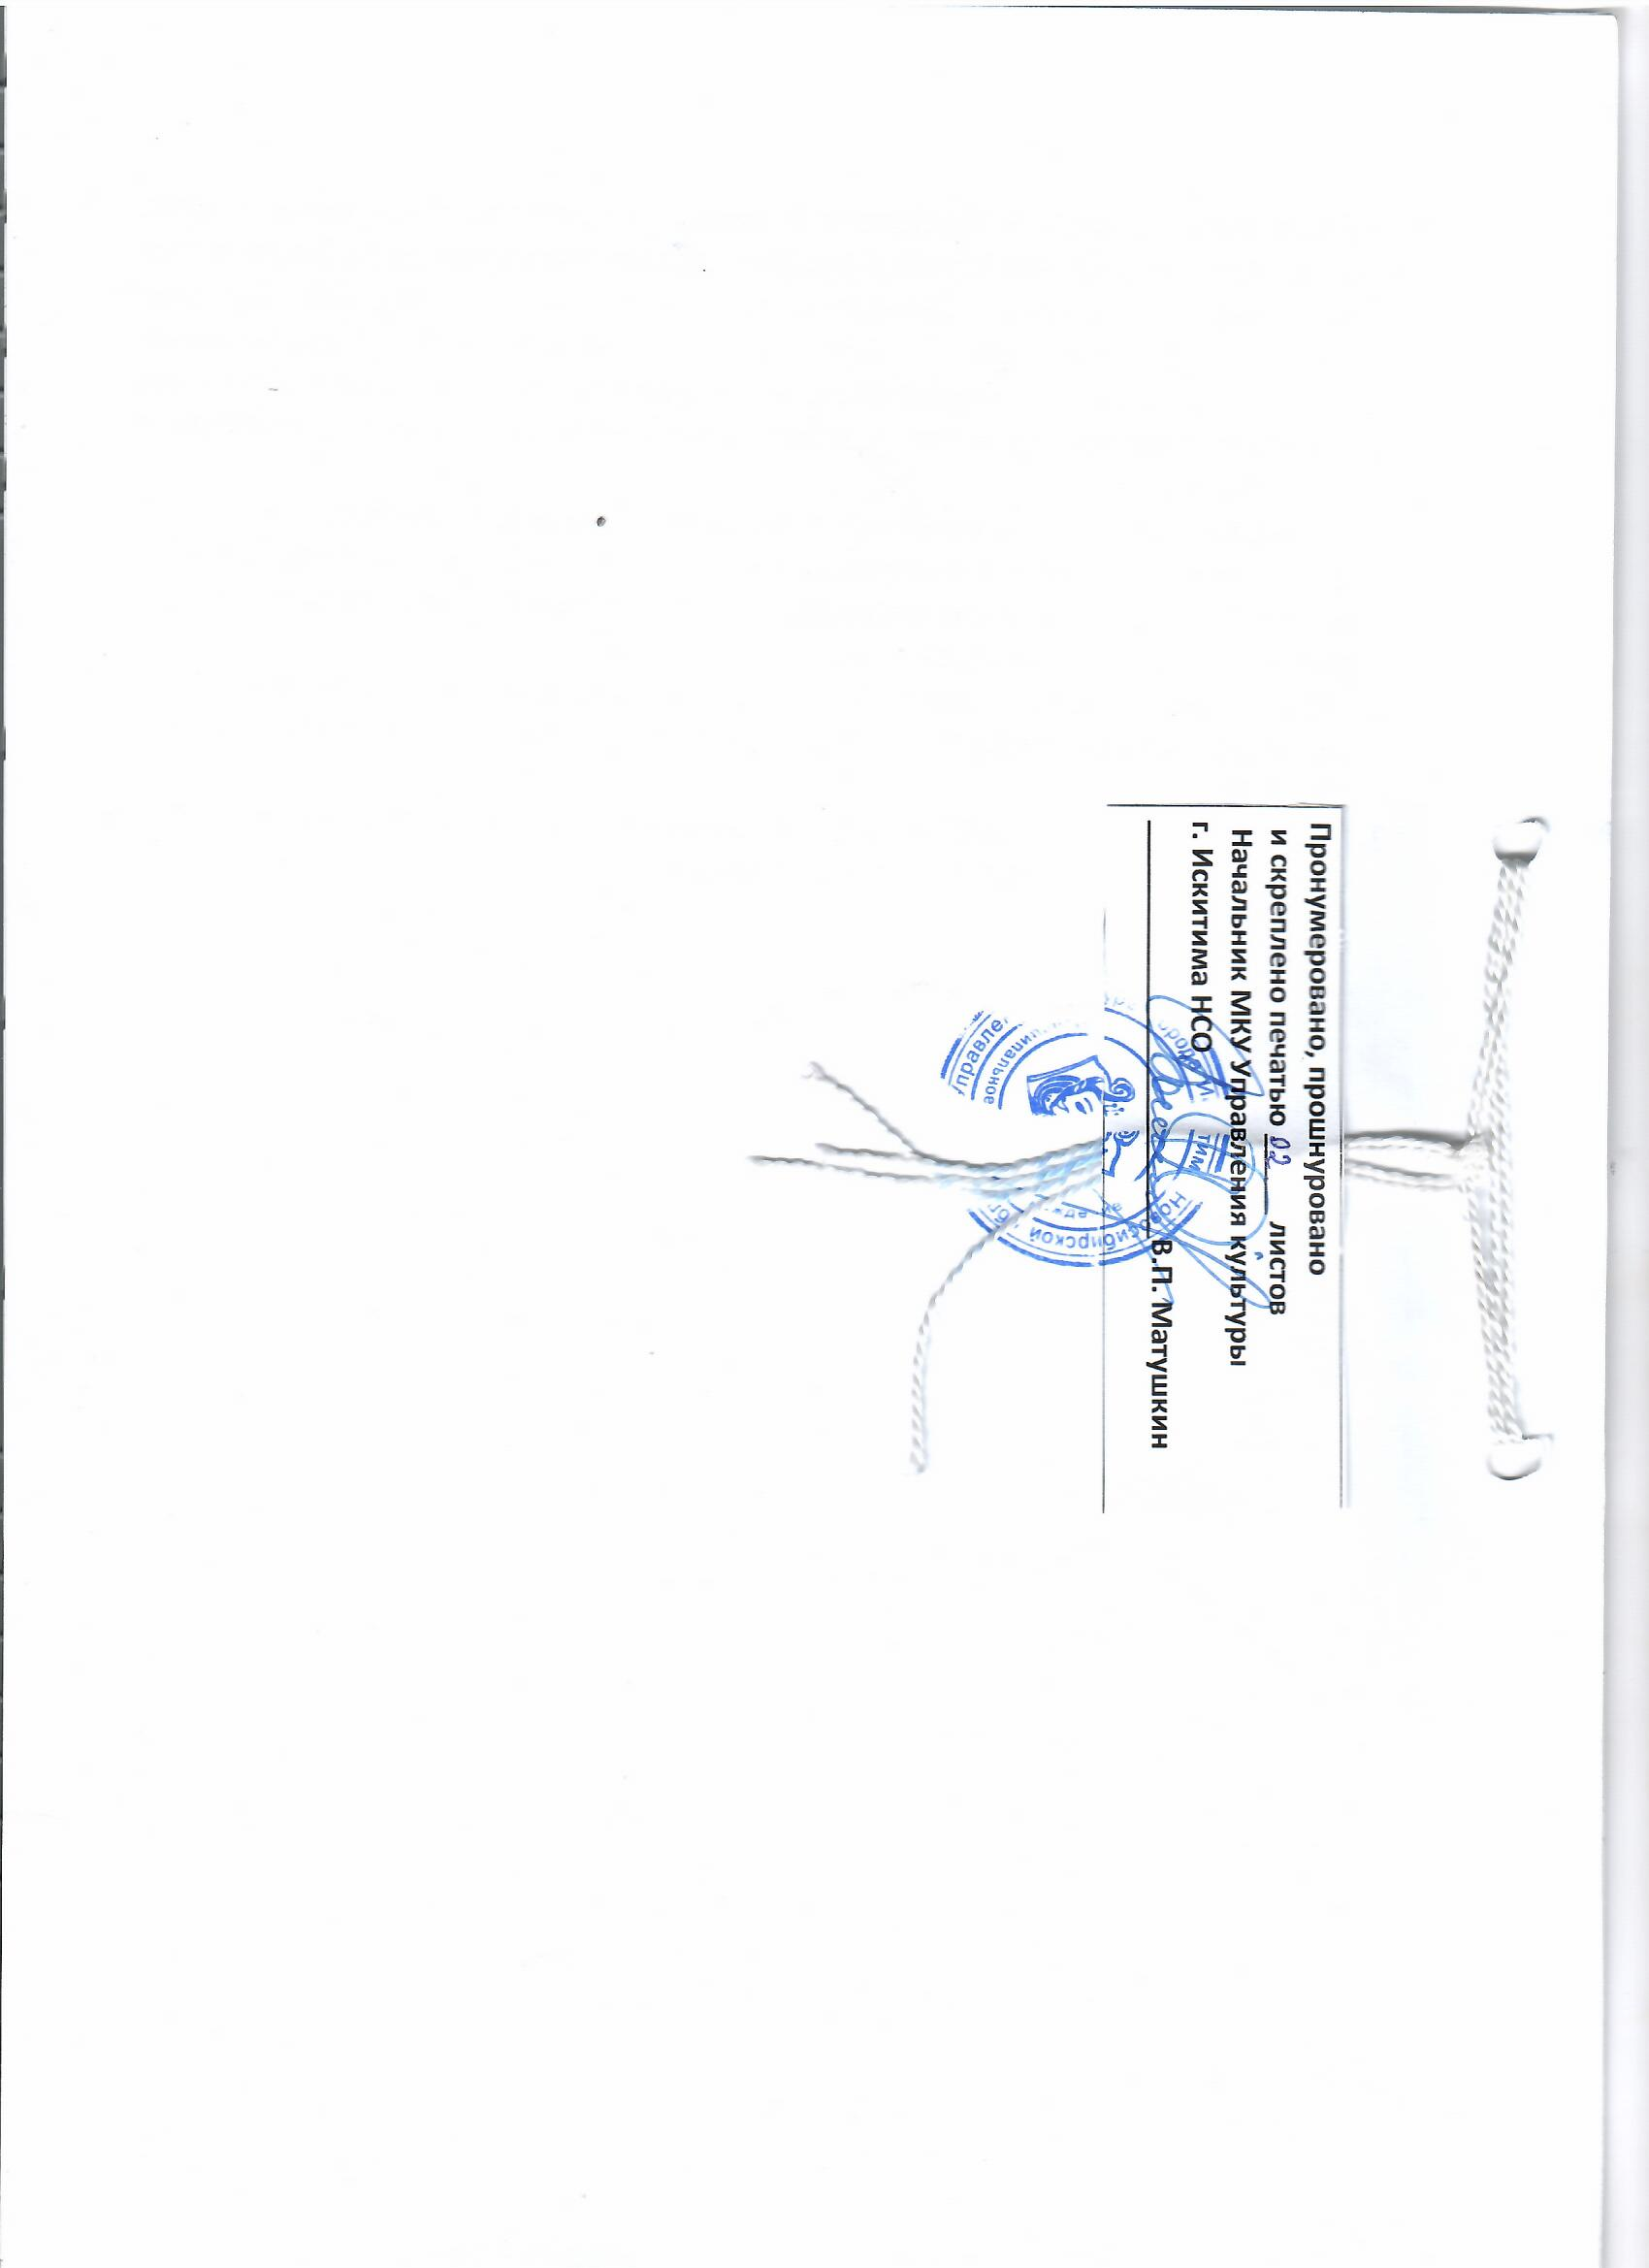 Пронумеровано, прошнуровано
и скреплено печатью 02 листов
Начальник МКУ Управления культуры
г. Искитима НСО
В.П. Матушкин